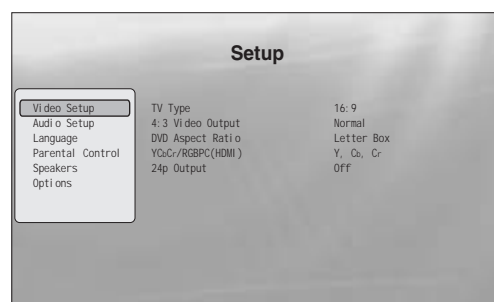 Setup
Video Setup TV Type 16:9
Audio Setup 4:3 Video Output Normal
Language DVD Aspect Ratio Letter Box
Parental Control YCbCr/RGBPC(HDMI) Y, Cb, Cr
Speakers 24p Output Off
Options